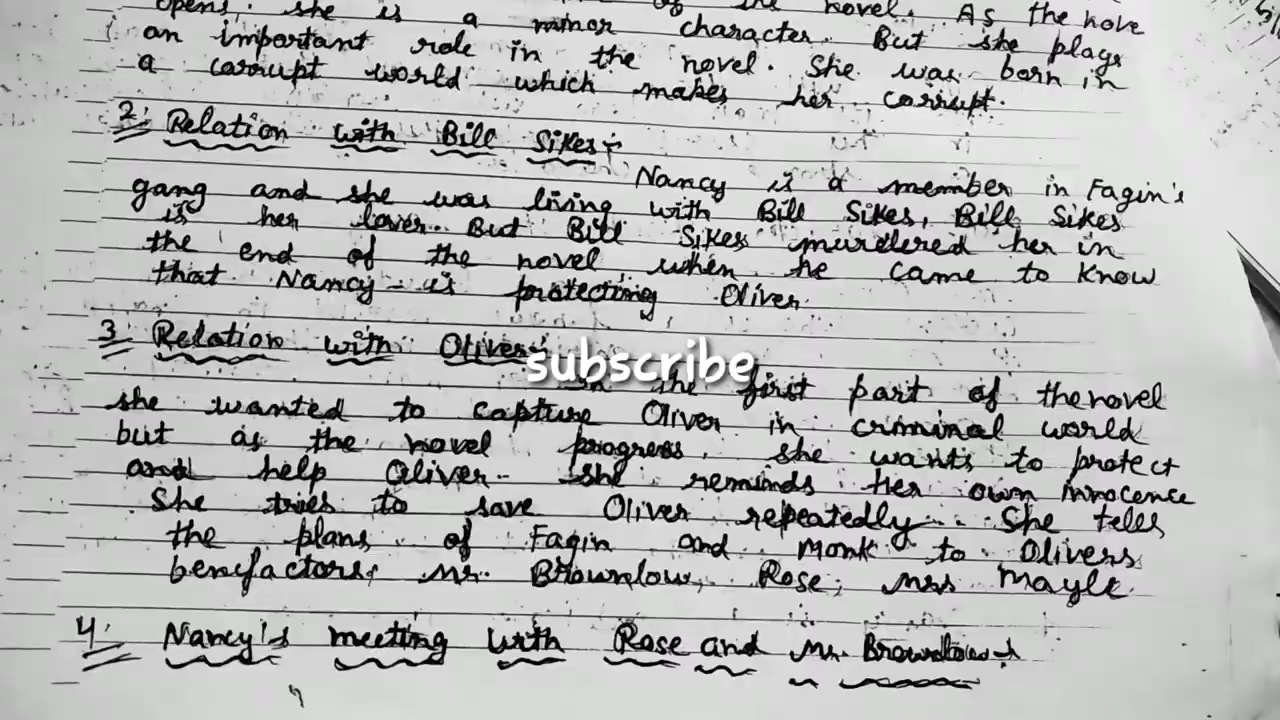 opens. she is a minor character. But she plays
of the novel. As the nove
an important role in the novel. She was born in
a corrupt world which makes her corrupt.
2. Relation with Bill Sikes:-
Nancy is a member in Fagin's
gang and she was living with Bill Sikes, Bill Sikes
is her lover. But Bill Sikes murdered her in
the end of the novel when he came to know
that Nancy is protecting Oliver.
3. Relation with Oliver:-
subscribe
In the first part of the novel
she wanted to capture Oliver in criminal world
but as the novel progress, she wants to protect
and help Oliver. She reminds her own innocence
She tries to save Oliver repeatedly. She tells
the plans of Fagin and Monk to Olivers
benefactors, Mr. Brownlow, Rose, Mrs Mayle
4. Nancy's meeting with Rose and Mr. Brownlow:-